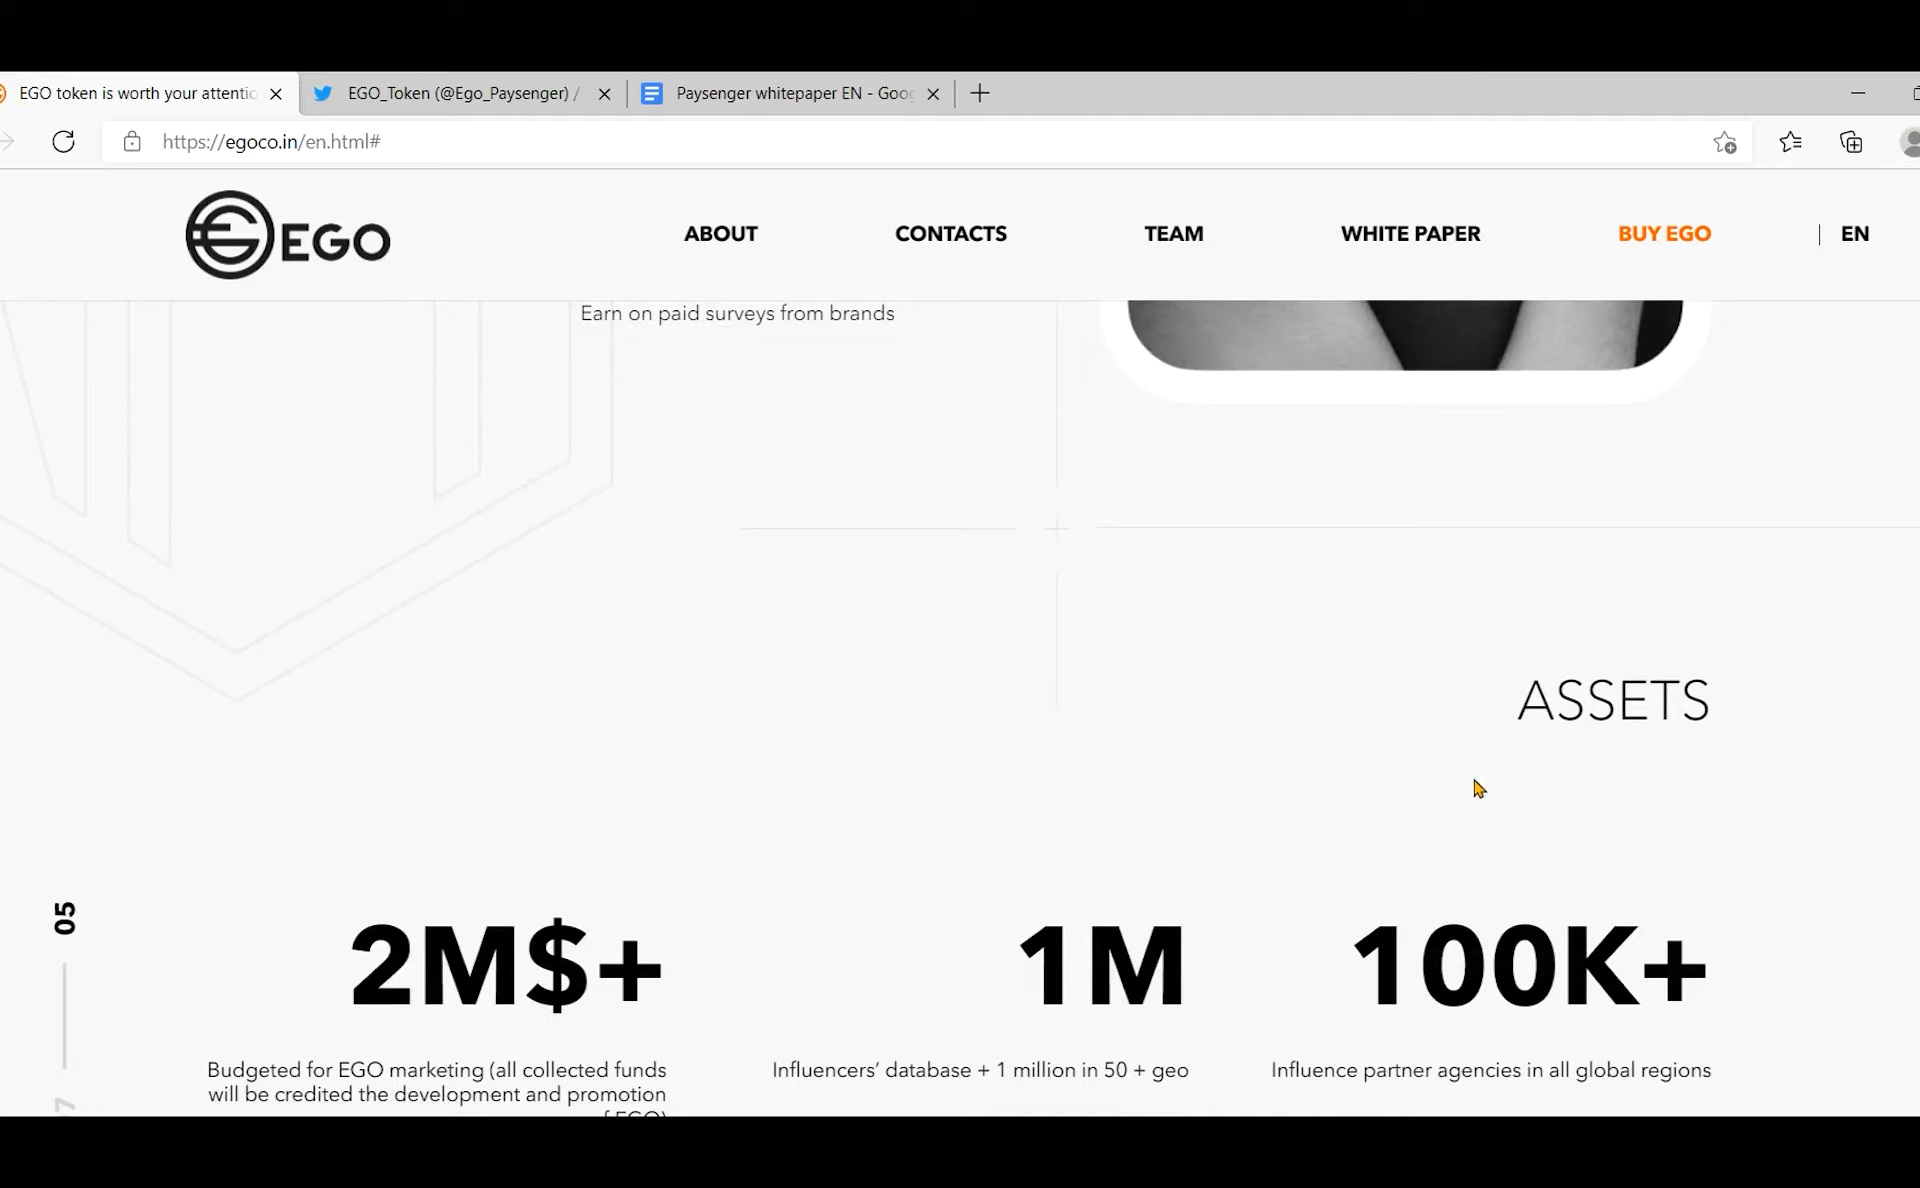 EGO token is worth your attentio
EGO_Token (@Ego_Paysenger) /
Paysenger whitepaper EN - Goo
https://egoco.in/en.html#
EGO
ABOUT
CONTACTS
TEAM
WHITE PAPER
BUY EGO
EN
Earn on paid surveys from brands
ASSETS
05
2M$+
1M
100K+
Budgeted for EGO marketing (all collected funds
will be credited the development and promotion
Influencers' database + 1 million in 50 + geo
Influence partner agencies in all global regions